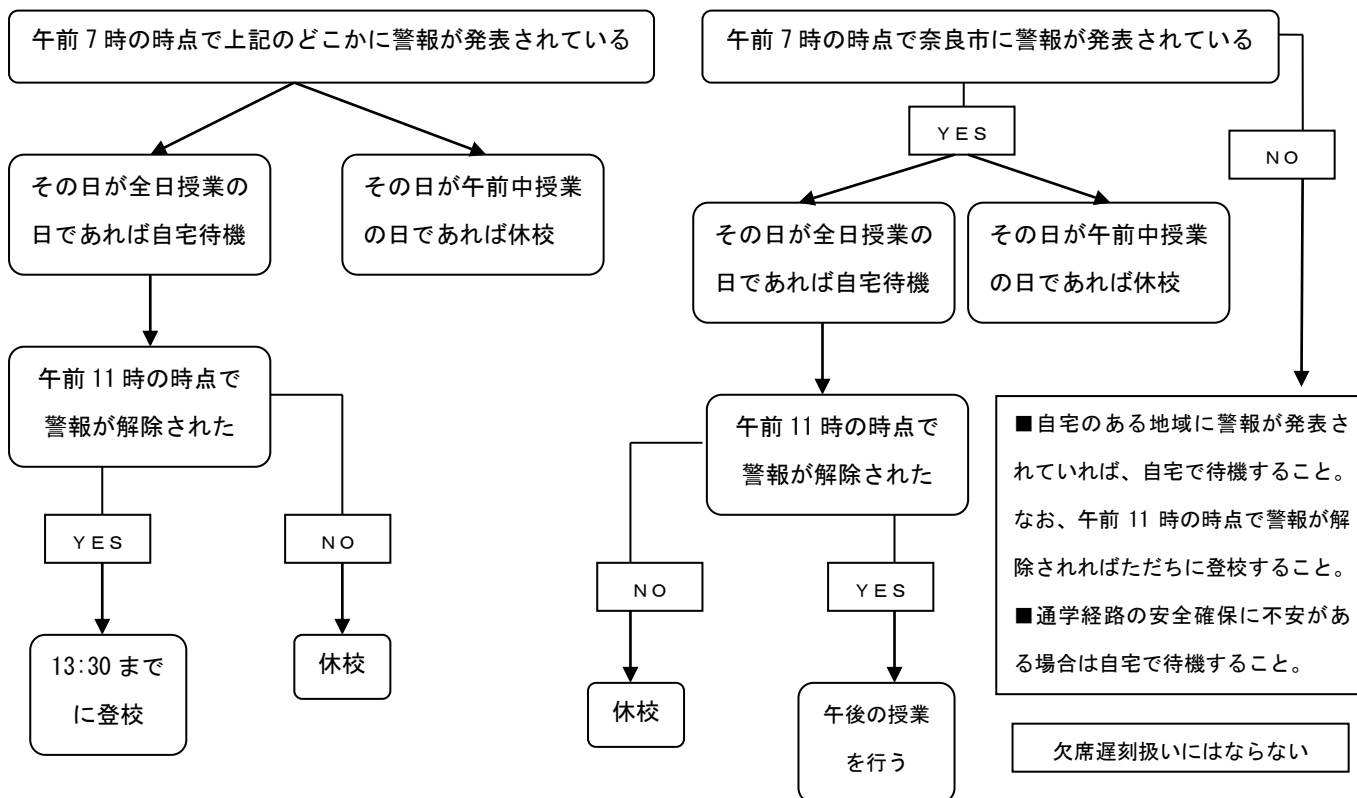 午前7時の時点で上記のどこかに警報が発表されている
その日が全日授業の
日であれば自宅待機
その日が午前中授業
の日であれば休校
午前11時の時点で
警報が解除された
ＹＥＳ
ＮＯ
13:30まで
に登校
休校
午前7時の時点で奈良市に警報が発表されている
ＹＥＳ
ＮＯ
その日が全日授業の
日であれば自宅待機
その日が午前中授業
の日であれば休校
午前11時の時点で
警報が解除された
ＮＯ
ＹＥＳ
休校
午後の授業
を行う
■自宅のある地域に警報が発表さ
れていれば、自宅で待機すること。
なお、午前11時の時点で警報が解
除されればただちに登校すること。
■通学経路の安全確保に不安があ
る場合は自宅で待機すること。
欠席遅刻扱いにはならない